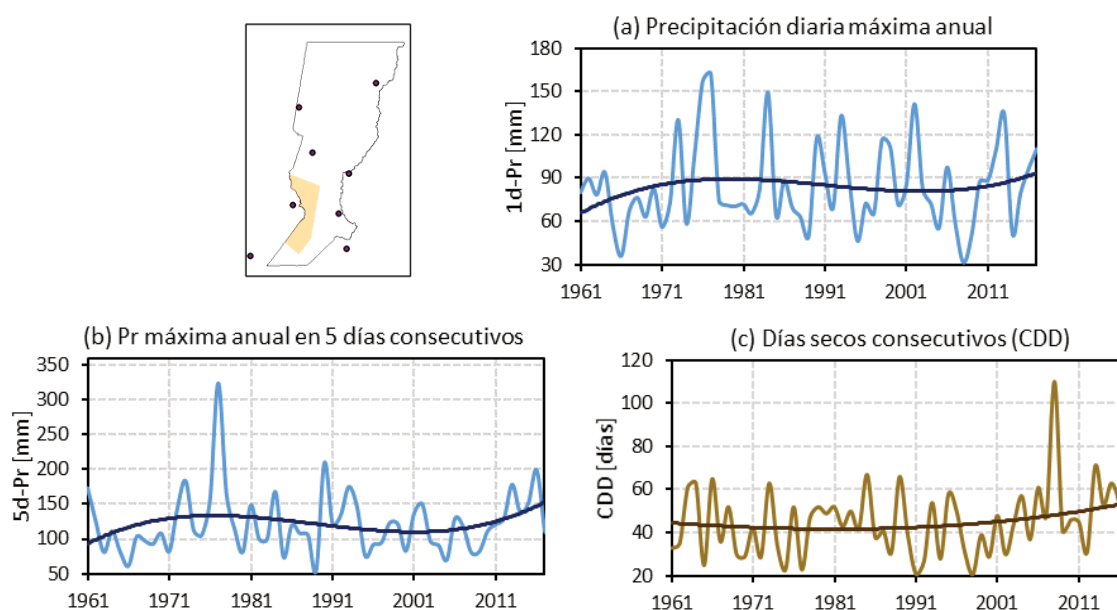 (a) Precipitación diaria máxima anual
1d-Pr [mm]
180
150
120
90
60
30
1961 1971 1981 1991 2001 2011
(b) Pr máxima anual en 5 días consecutivos
5d-Pr [mm]
350
300
250
200
150
100
50
1961 1971 1981 1991 2001 2011
(c) Días secos consecutivos (CDD)
CDD [días]
120
100
80
60
40
20
1961 1971 1981 1991 2001 2011